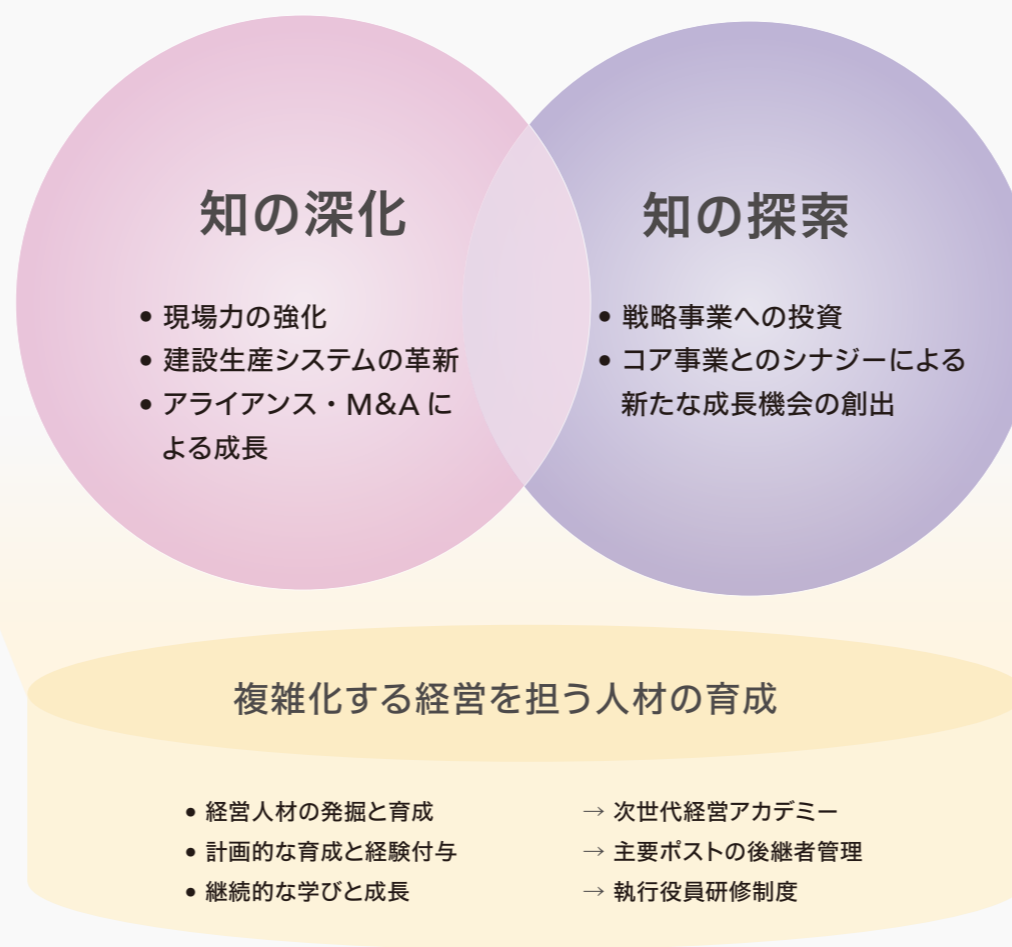 知の深化
• 現場力の強化
• 建設生産システムの革新
• アライアンス・M&A に
よる成長
知の探索
• 戦略事業への投資
• コア事業とのシナジーによる
新たな成長機会の創出
複雑化する経営を担う人材の育成
• 経営人材の発掘と育成 → 次世代経営アカデミー
• 計画的な育成と経験付与 → 主要ポストの後継者管理
• 継続的な学びと成長 → 執行役員研修制度